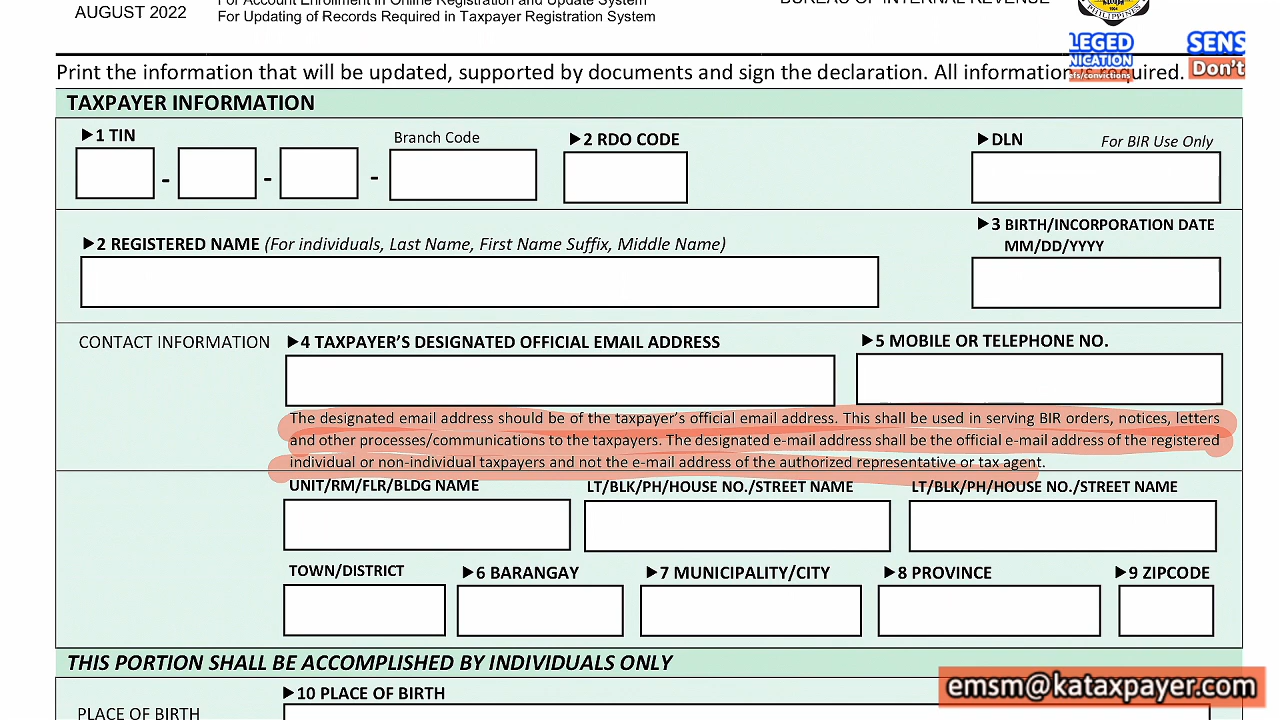 For Account Enrollment in Online Registration and Update System
AUGUST 2022
For Updating of Records Required in Taxpayer Registration System
BUREAU OF INTERNAL REVENUE
PHILIPPINES
LEGED
NICATION
ets/convictions
SENS
Don't
Print the information that will be updated, supported by documents and sign the declaration. All information is required.
TAXPAYER INFORMATION
1 TIN
Branch Code
2 RDO CODE
DLN
For BIR Use Only
- - -
2 REGISTERED NAME (For individuals, Last Name, First Name Suffix, Middle Name)
3 BIRTH/INCORPORATION DATE
MM/DD/YYYY
CONTACT INFORMATION
4 TAXPAYER'S DESIGNATED OFFICIAL EMAIL ADDRESS
5 MOBILE OR TELEPHONE NO.
The designated email address should be of the taxpayer's official email address. This shall be used in serving BIR orders, notices, letters
and other processes/communications to the taxpayers. The designated e-mail address shall be the official e-mail address of the registered
individual or non-individual taxpayers and not the e-mail address of the authorized representative or tax agent.
UNIT/RM/FLR/BLDG NAME
LT/BLK/PH/HOUSE NO./STREET NAME
LT/BLK/PH/HOUSE NO./STREET NAME
TOWN/DISTRICT
6 BARANGAY
7 MUNICIPALITY/CITY
8 PROVINCE
9 ZIPCODE
THIS PORTION SHALL BE ACCOMPLISHED BY INDIVIDUALS ONLY
10 PLACE OF BIRTH
PLACE OF BIRTH
emsm@kataxpayer.com